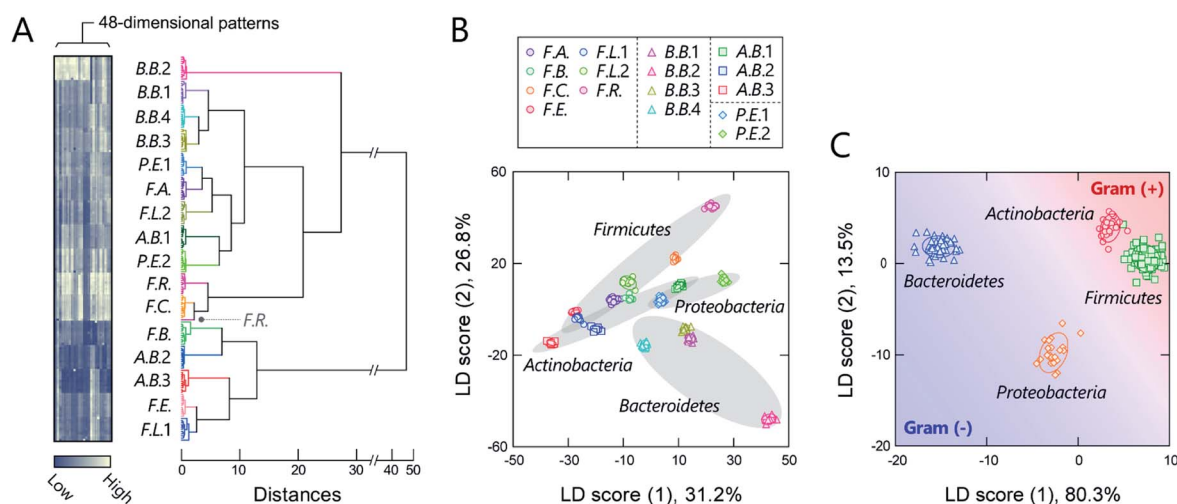 A
48-dimensional patterns
B.B.2
B.B.1
B.B.4
B.B.3
P.E.1
F.A.
F.L.2
A.B.1
P.E.2
F.R.
F.C.
F.R.
F.B.
A.B.2
A.B.3
F.E.
F.L.1
Low High
0 10 20 30 40 50
Distances
B
F.A. F.L.1 B.B.1 A.B.1
F.B. F.L.2 B.B.2 A.B.2
F.C. F.R. B.B.3 A.B.3
F.E. B.B.4 P.E.1
P.E.2
60
20
-20
-60
LD score (2), 26.8%
Firmicutes
Proteobacteria
Actinobacteria
Bacteroidetes
-50 -30 -10 10 30 50
LD score (1), 31.2%
C
10
0
-10
-20
LD score (2), 13.5%
Gram (+)
Actinobacteria
Bacteroidetes
Firmicutes
Proteobacteria
Gram (-)
-20 -10 0 10
LD score (1), 80.3%